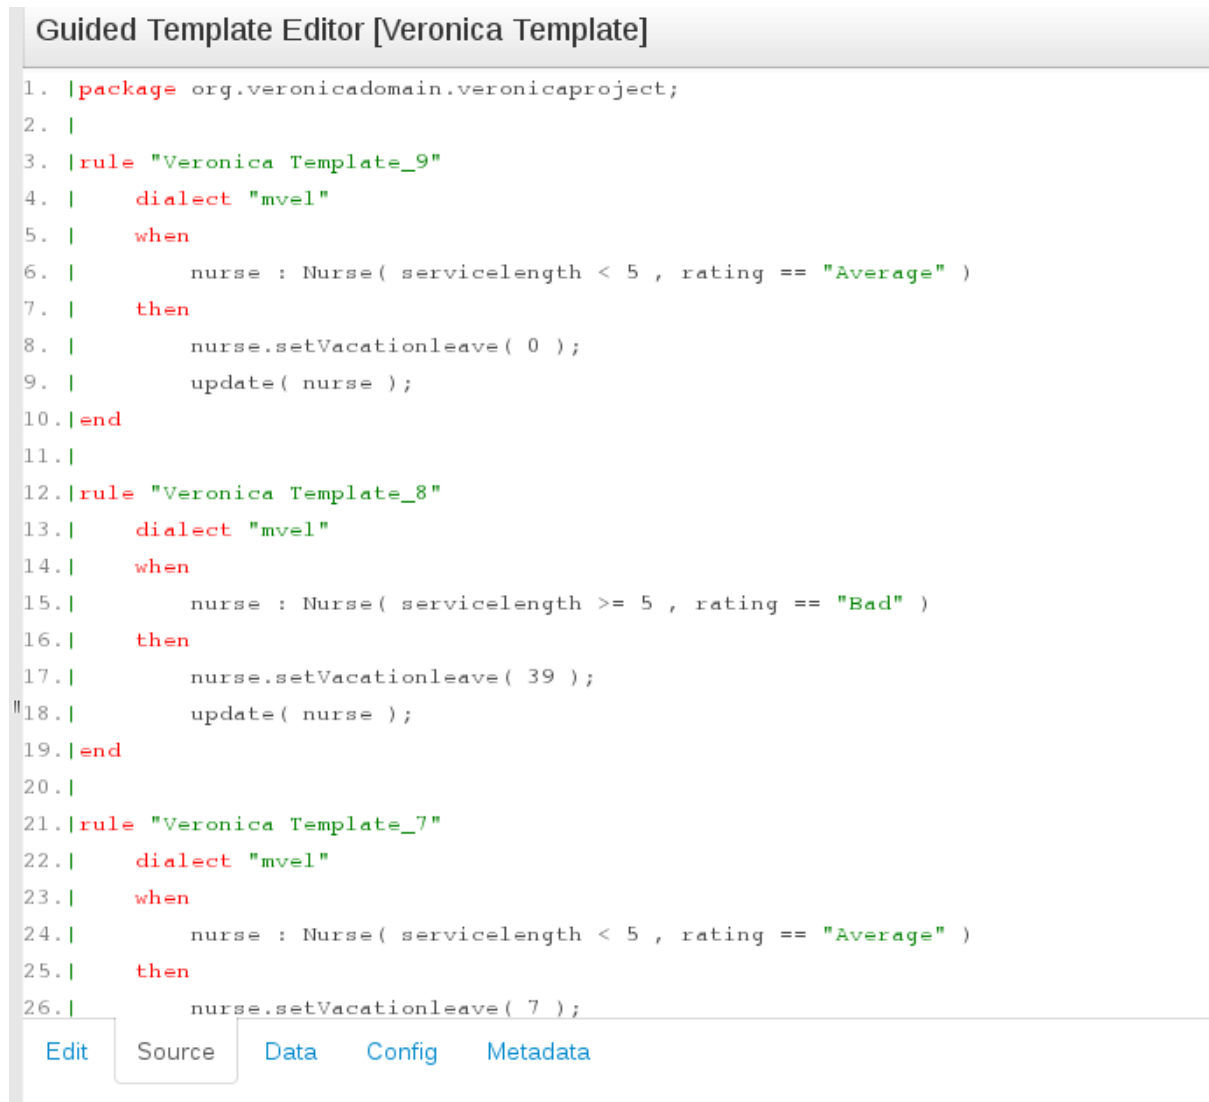 Guided Template Editor [Veronica Template]
1. |package org.veronicadomain.veronicaproject;
2. |
3. |rule "Veronica Template_9"
4. |    dialect "mvel"
5. |    when
6. |        nurse : Nurse( servicelength < 5 , rating == "Average" )
7. |    then
8. |        nurse.setVacationleave( 0 );
9. |        update( nurse );
10.|end
11.|
12.|rule "Veronica Template_8"
13.|    dialect "mvel"
14.|    when
15.|        nurse : Nurse( servicelength >= 5 , rating == "Bad" )
16.|    then
17.|        nurse.setVacationleave( 39 );
18.|        update( nurse );
19.|end
20.|
21.|rule "Veronica Template_7"
22.|    dialect "mvel"
23.|    when
24.|        nurse : Nurse( servicelength < 5 , rating == "Average" )
25.|    then
26.|        nurse.setVacationleave( 7 );
Edit Source Data Config Metadata